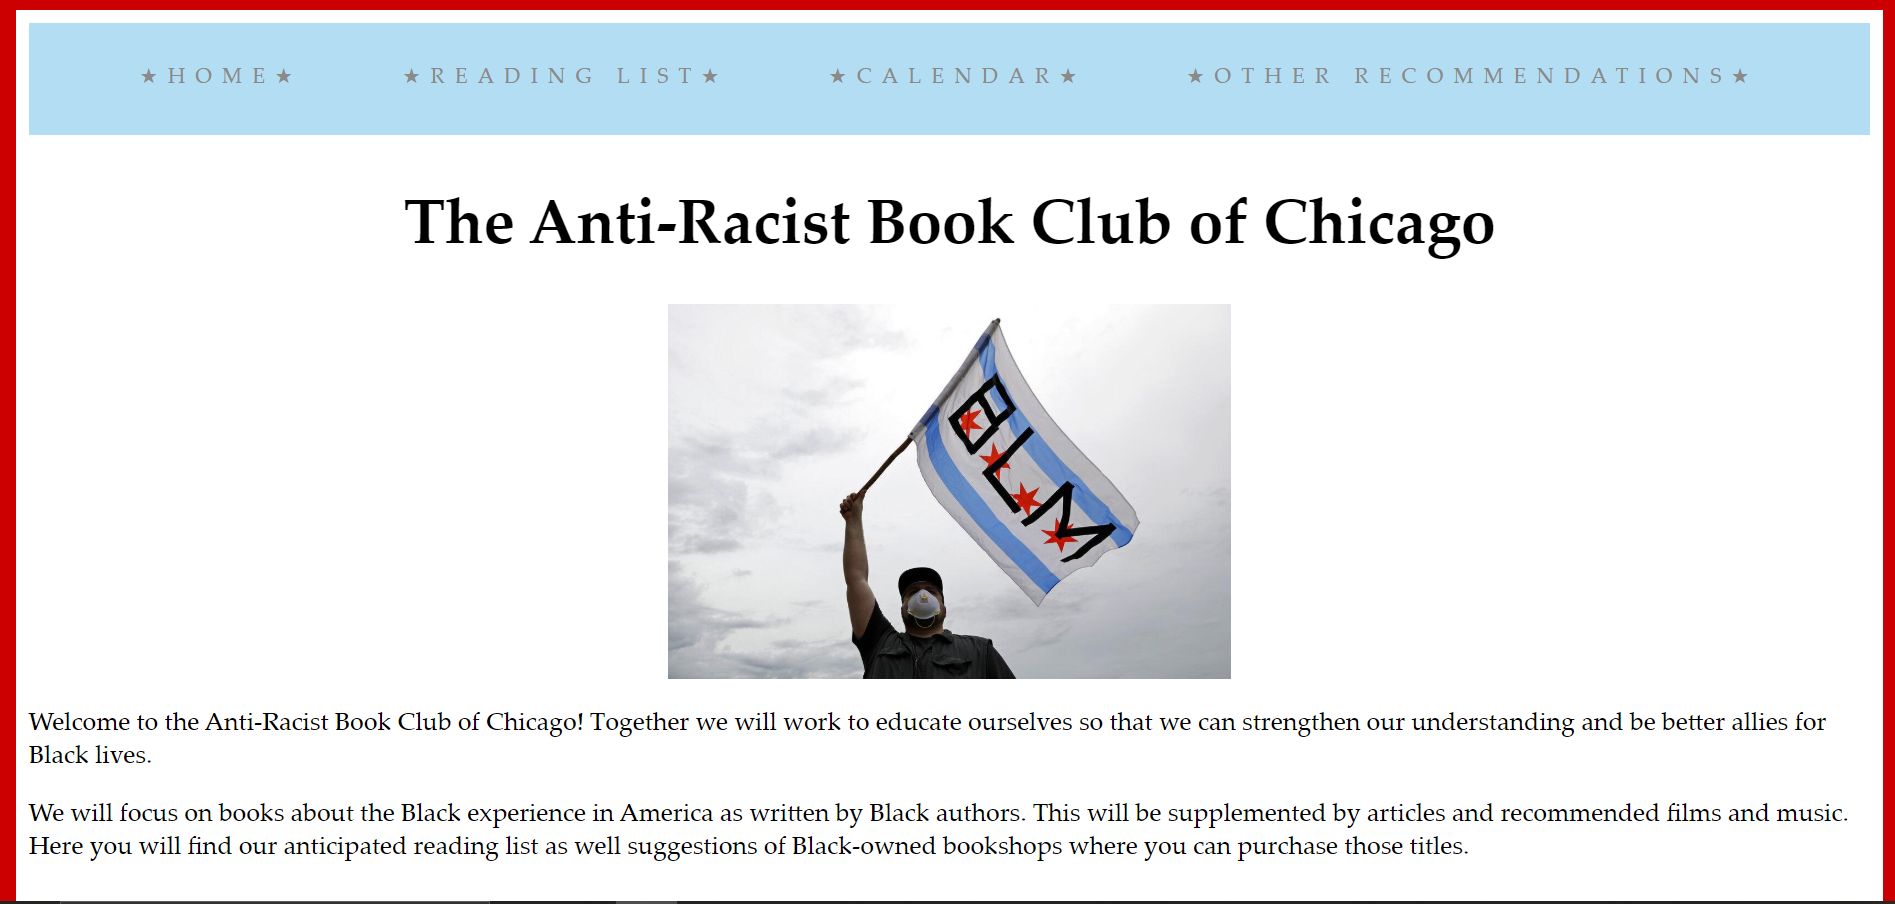 ★HOME★ ★READING LIST★ ★CALENDAR★ ★OTHER RECOMMENDATIONS★
The Anti-Racist Book Club of Chicago
BLM
Welcome to the Anti-Racist Book Club of Chicago! Together we will work to educate ourselves so that we can strengthen our understanding and be better allies for
Black lives.
We will focus on books about the Black experience in America as written by Black authors. This will be supplemented by articles and recommended films and music.
Here you will find our anticipated reading list as well suggestions of Black-owned bookshops where you can purchase those titles.